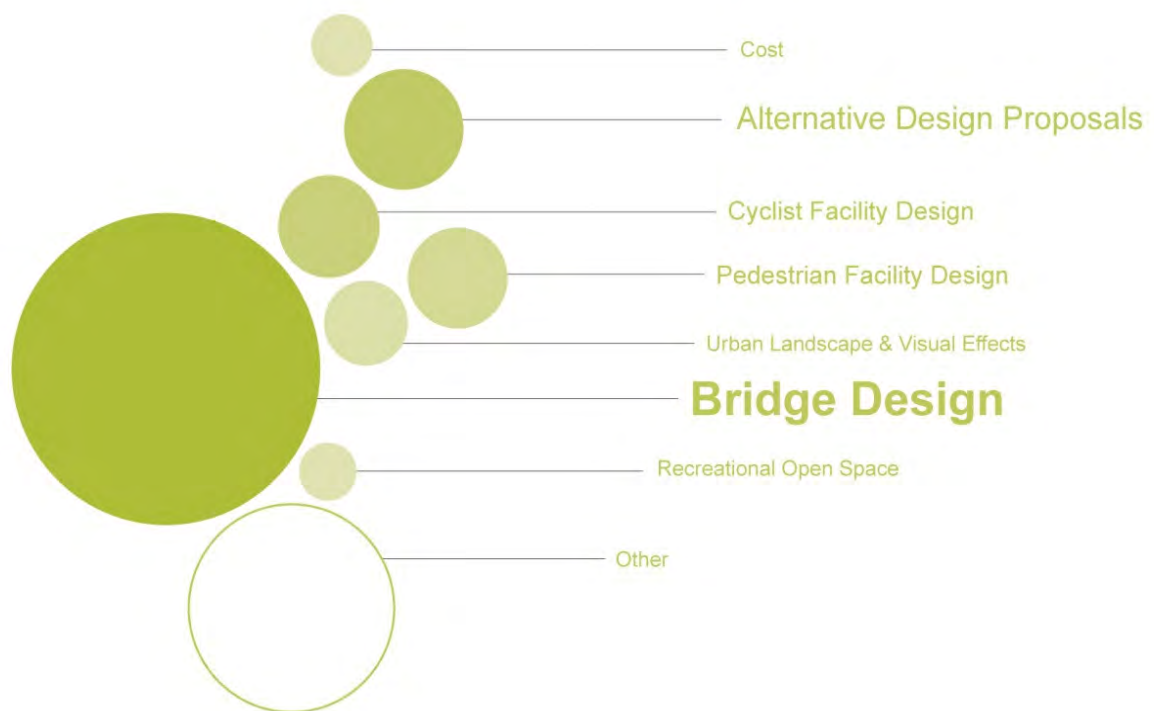 Cost
Alternative Design Proposals
Cyclist Facility Design
Pedestrian Facility Design
Urban Landscape & Visual Effects
Bridge Design
Recreational Open Space
Other